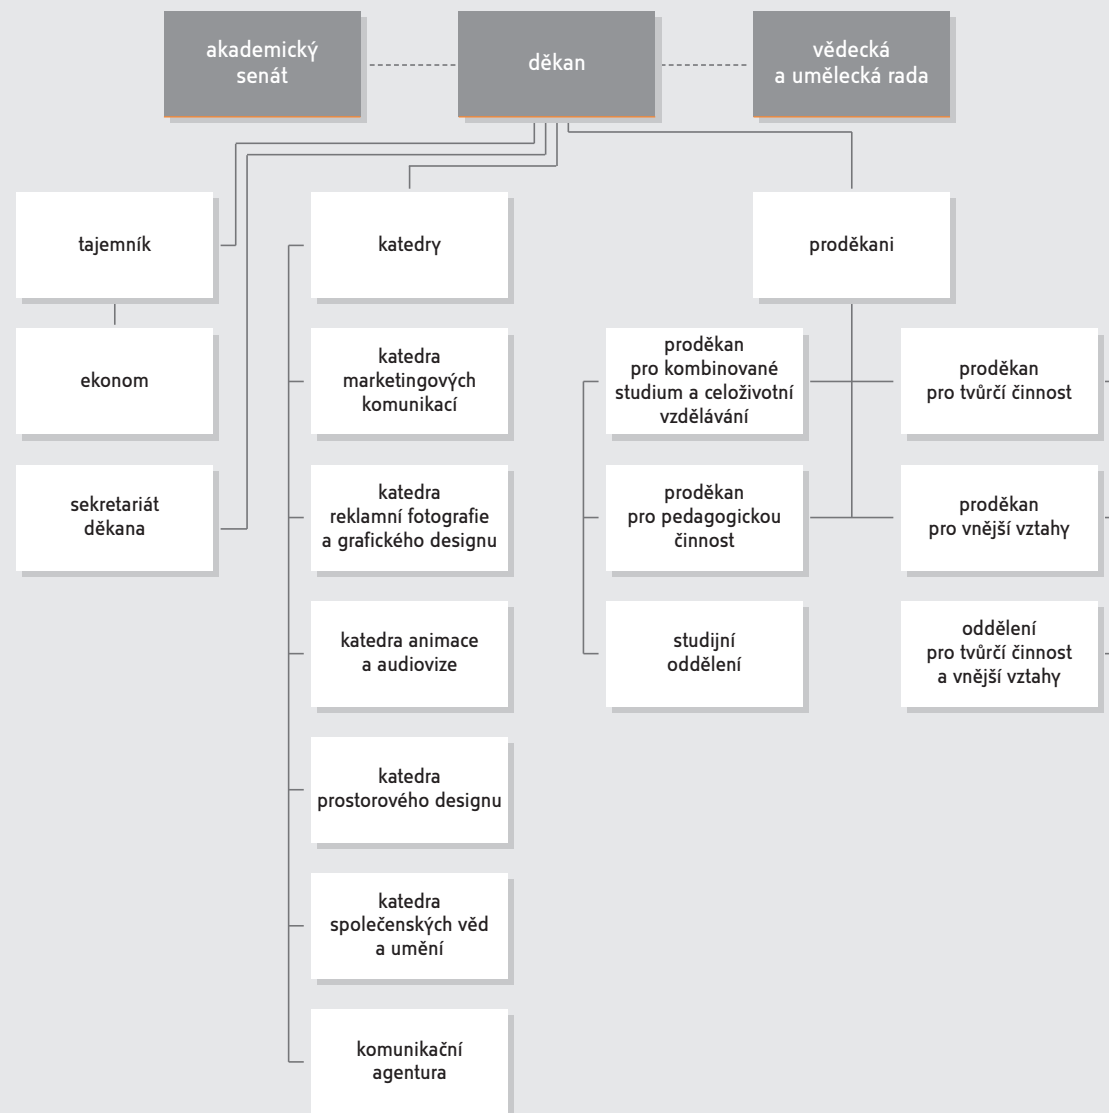 akademický
senát
děkan
vědecká
a umělecká rada
tajemník
katedry
proděkani
ekonom
katedra
marketingových
komunikací
proděkan
pro kombinované
studium a celoživotní
vzdělávání
proděkan
pro tvůrčí činnost
sekretariát
děkana
katedra
reklamní fotografie
a grafického designu
proděkan
pro pedagogickou
činnost
proděkan
pro vnější vztahy
katedra animace
a audiovize
studijní
oddělení
oddělení
pro tvůrčí činnost
a vnější vztahy
katedra
prostorového designu
katedra
společenských věd
a umění
komunikační
agentura